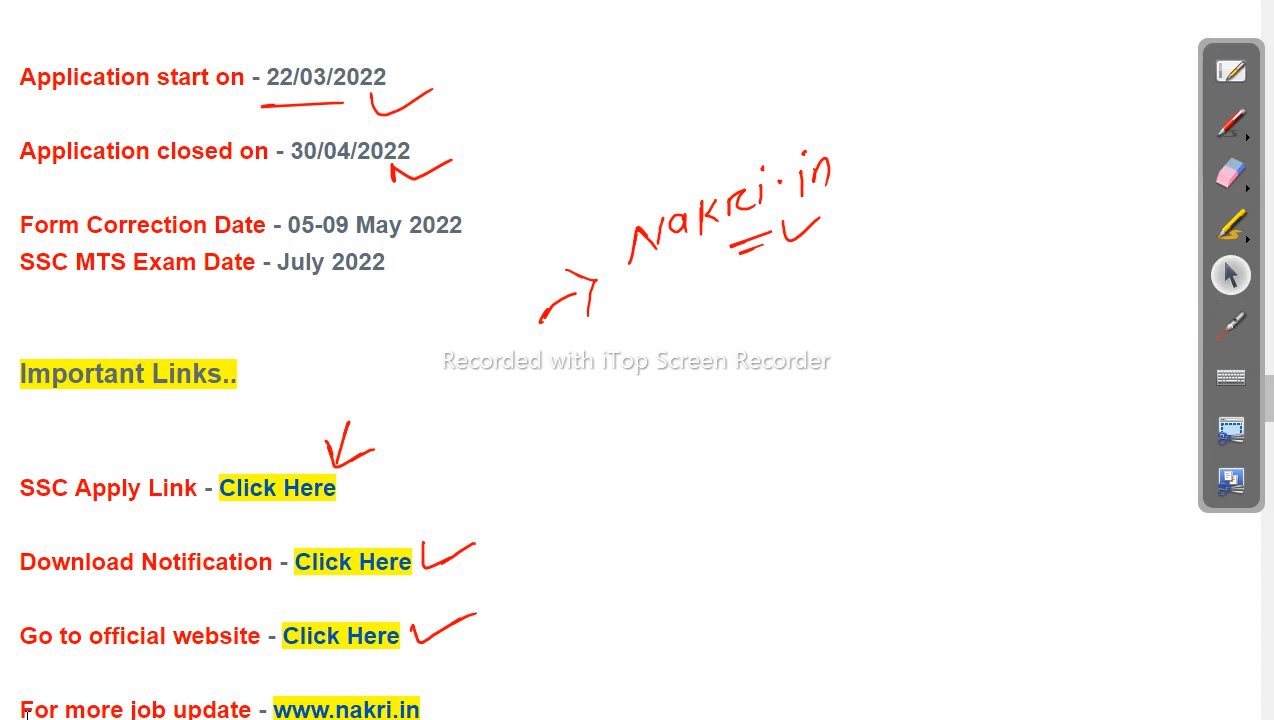 Application start on - 22/03/2022
Application closed on - 30/04/2022
Nakri.in
Form Correction Date - 05-09 May 2022
SSC MTS Exam Date - July 2022
Recorded with iTop Screen Recorder
Important Links..
SSC Apply Link - Click Here
Download Notification - Click Here
Go to official website - Click Here
For more job update - www.nakri.in